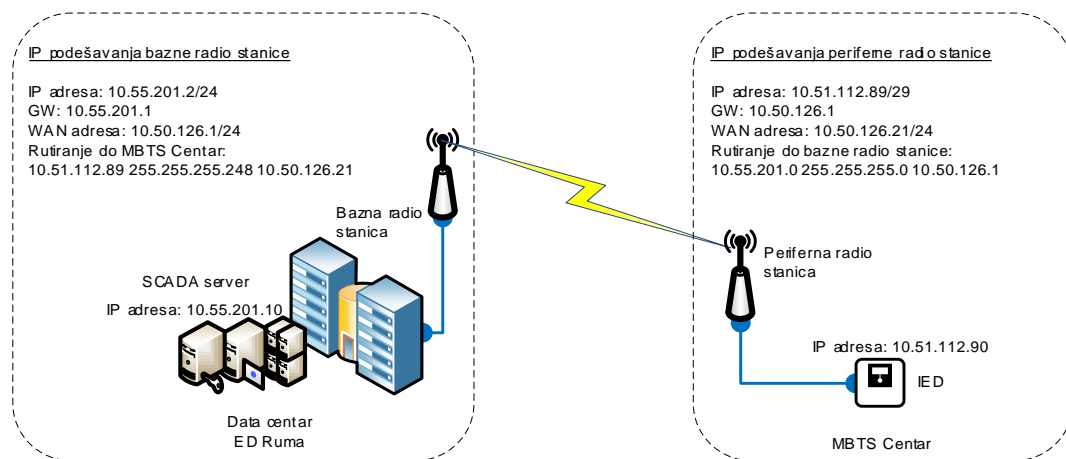 IP podešavanja bazne radio stanice
IP adresa: 10.55.201.2/24
GW: 10.55.201.1
WAN adresa: 10.50.126.1/24
Rutiranje do MBTS Centar:
10.51.112.89 255.255.255.248 10.50.126.21
Bazna radio
stanica
SCADA server
IP adresa: 10.55.201.10
Data centar
ED Ruma
IP podešavanja periferne radio stanice
IP adresa: 10.51.112.89/29
GW: 10.50.126.1
WAN adresa: 10.50.126.21/24
Rutiranje do bazne radio stanice:
10.55.201.0 255.255.255.0 10.50.126.1
Periferna radio
stanica
IP adresa: 10.51.112.90
IED
MBTS Centar